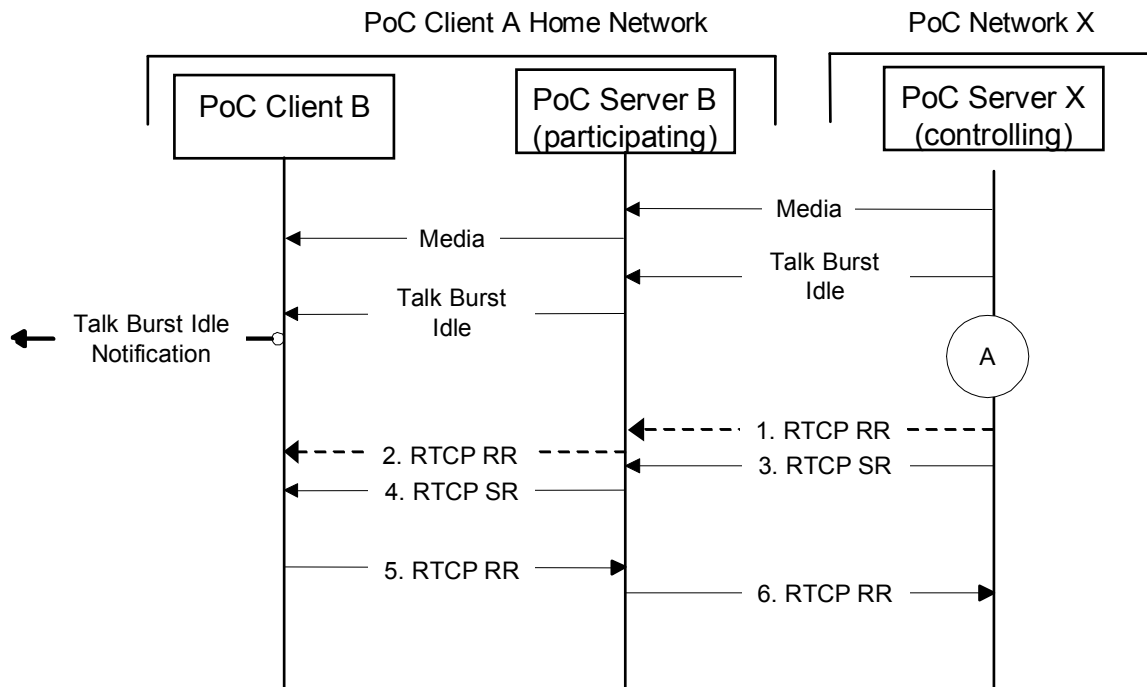 PoC Client A Home Network
PoC Network X
PoC Client B
PoC Server B
(participating)
PoC Server X
(controlling)
Media
Media
Talk Burst
Idle
Talk Burst
Idle
Talk Burst Idle
Notification
A
1. RTCP RR
2. RTCP RR
3. RTCP SR
4. RTCP SR
5. RTCP RR
6. RTCP RR